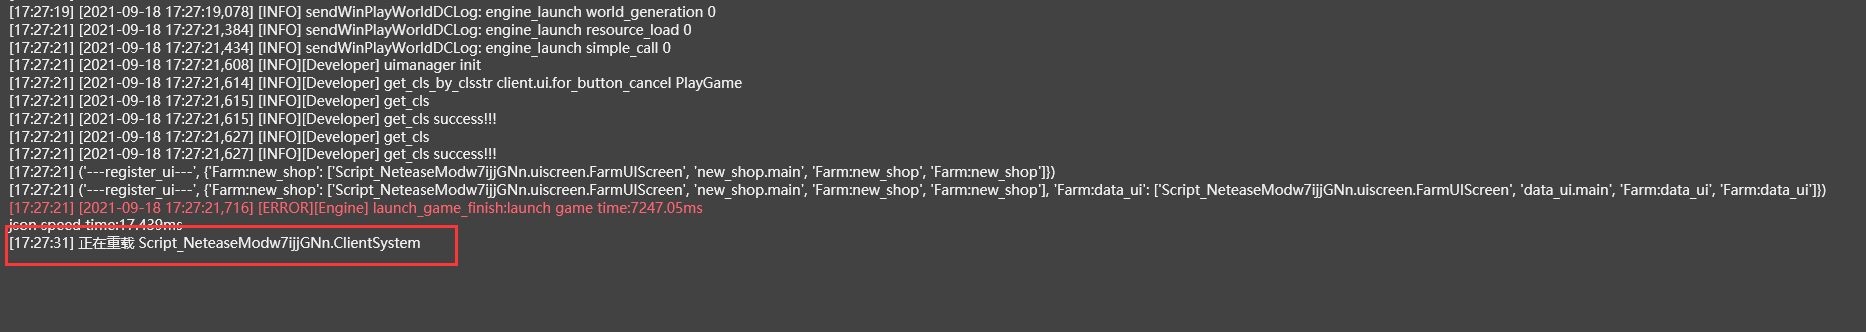 [17:27:19] [2021-09-18 17:27:19,078] [INFO] sendWinPlayWorldDCLog: engine_launch world_generation 0
[17:27:21] [2021-09-18 17:27:21,384] [INFO] sendWinPlayWorldDCLog: engine_launch resource_load 0
[17:27:21] [2021-09-18 17:27:21,434] [INFO] sendWinPlayWorldDCLog: engine_launch simple_call 0
[17:27:21] [2021-09-18 17:27:21,608] [INFO][Developer] uimanager init
[17:27:21] [2021-09-18 17:27:21,614] [INFO][Developer] get_cls_by_clsstr client.ui.for_button_cancel PlayGame
[17:27:21] [2021-09-18 17:27:21,615] [INFO][Developer] get_cls
[17:27:21] [2021-09-18 17:27:21,615] [INFO][Developer] get_cls success!!!
[17:27:21] [2021-09-18 17:27:21,627] [INFO][Developer] get_cls
[17:27:21] [2021-09-18 17:27:21,627] [INFO][Developer] get_cls success!!!
[17:27:21] ('---register_ui---', {'Farm:new_shop': ['Script_NeteaseModw7ijjGNn.uiscreen.FarmUIScreen', 'new_shop.main', 'Farm:new_shop', 'Farm:new_shop']})
[17:27:21] ('---register_ui---', {'Farm:new_shop': ['Script_NeteaseModw7ijjGNn.uiscreen.FarmUIScreen', 'new_shop.main', 'Farm:new_shop', 'Farm:new_shop'], 'Farm:data_ui': ['Script_NeteaseModw7ijjGNn.uiscreen.FarmUIScreen', 'data_ui.main', 'Farm:data_ui', 'Farm:data_ui']})
[17:27:21] [2021-09-18 17:27:21,716] [ERROR][Engine] launch_game_finish:launch game time:7247.05ms
json speed time:17.439ms
[17:27:31] 正在重载 Script_NeteaseModw7ijjGNn.ClientSystem